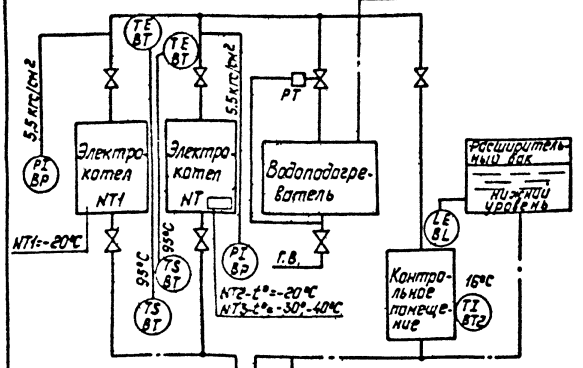 TE
BT
TE
BT
5,5 кгс/см²
5,5 кгс/см²
PT
Электро-
котел
NT1
Электро-
котел
NT
Водоподогре-
ватель
Расширитель-
ный бак
нижний
уровень
PI
BP
LE
BL
NT1=-20°C
95°C
95°C
TS
BT
PI
BP
Г.В.
Контро-
льное
помеще-
ние
16°C
TI
BT2
TS
BT
NT2-t°=-20°C
NT3-t°=-30°-40°C